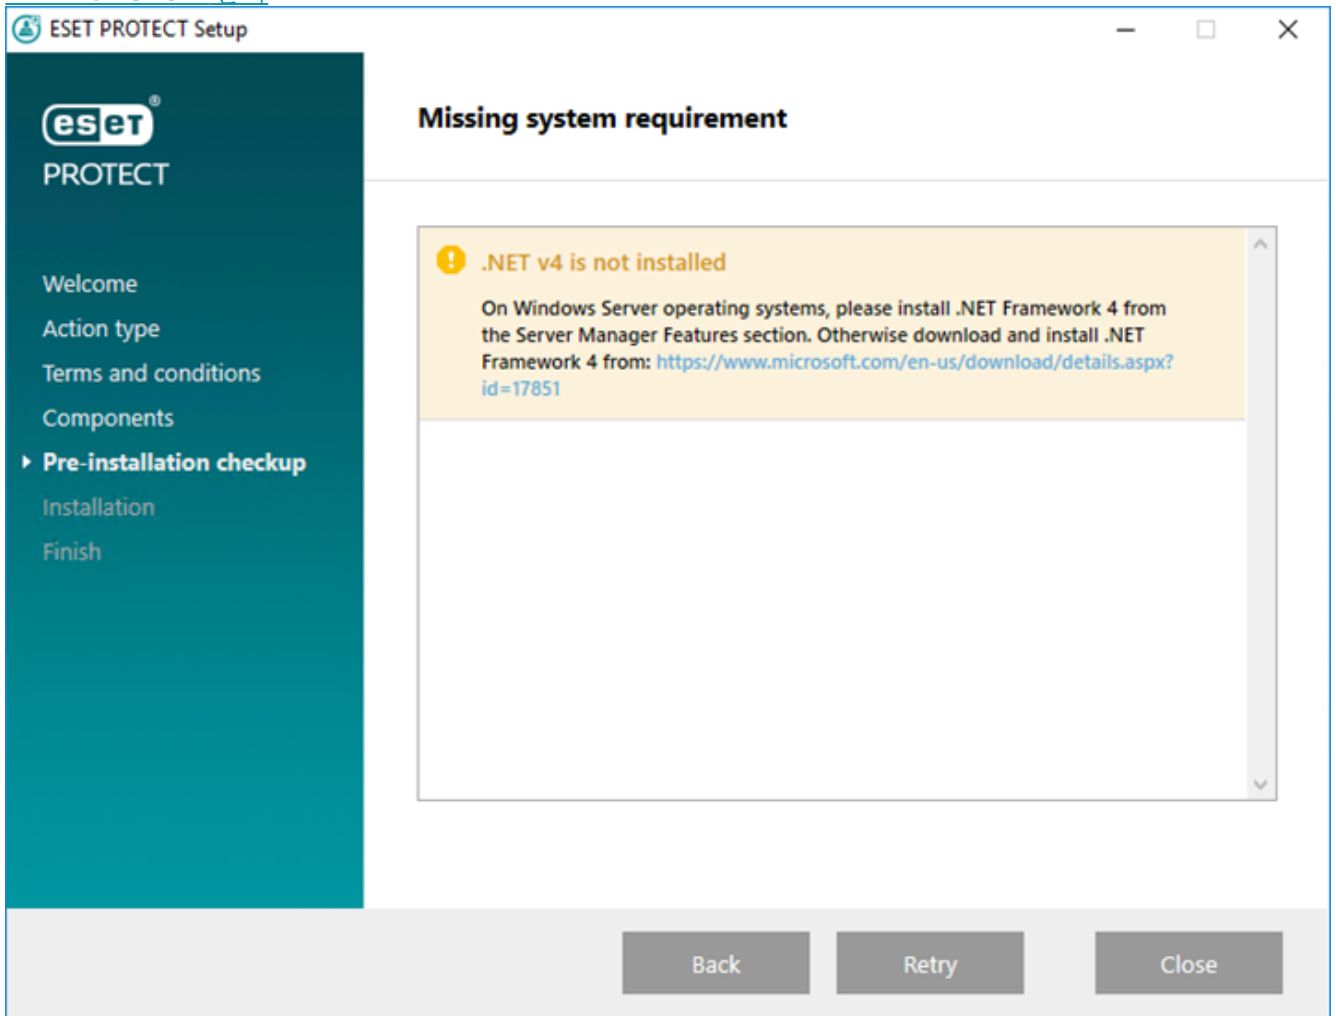 ESET PROTECT Setup
eset®
PROTECT
Missing system requirement
Welcome
Action type
Terms and conditions
Components
Pre-installation checkup
Installation
Finish
.NET v4 is not installed
On Windows Server operating systems, please install .NET Framework 4 from
the Server Manager Features section. Otherwise download and install .NET
Framework 4 from: https://www.microsoft.com/en-us/download/details.aspx?
id=17851
Back
Retry
Close